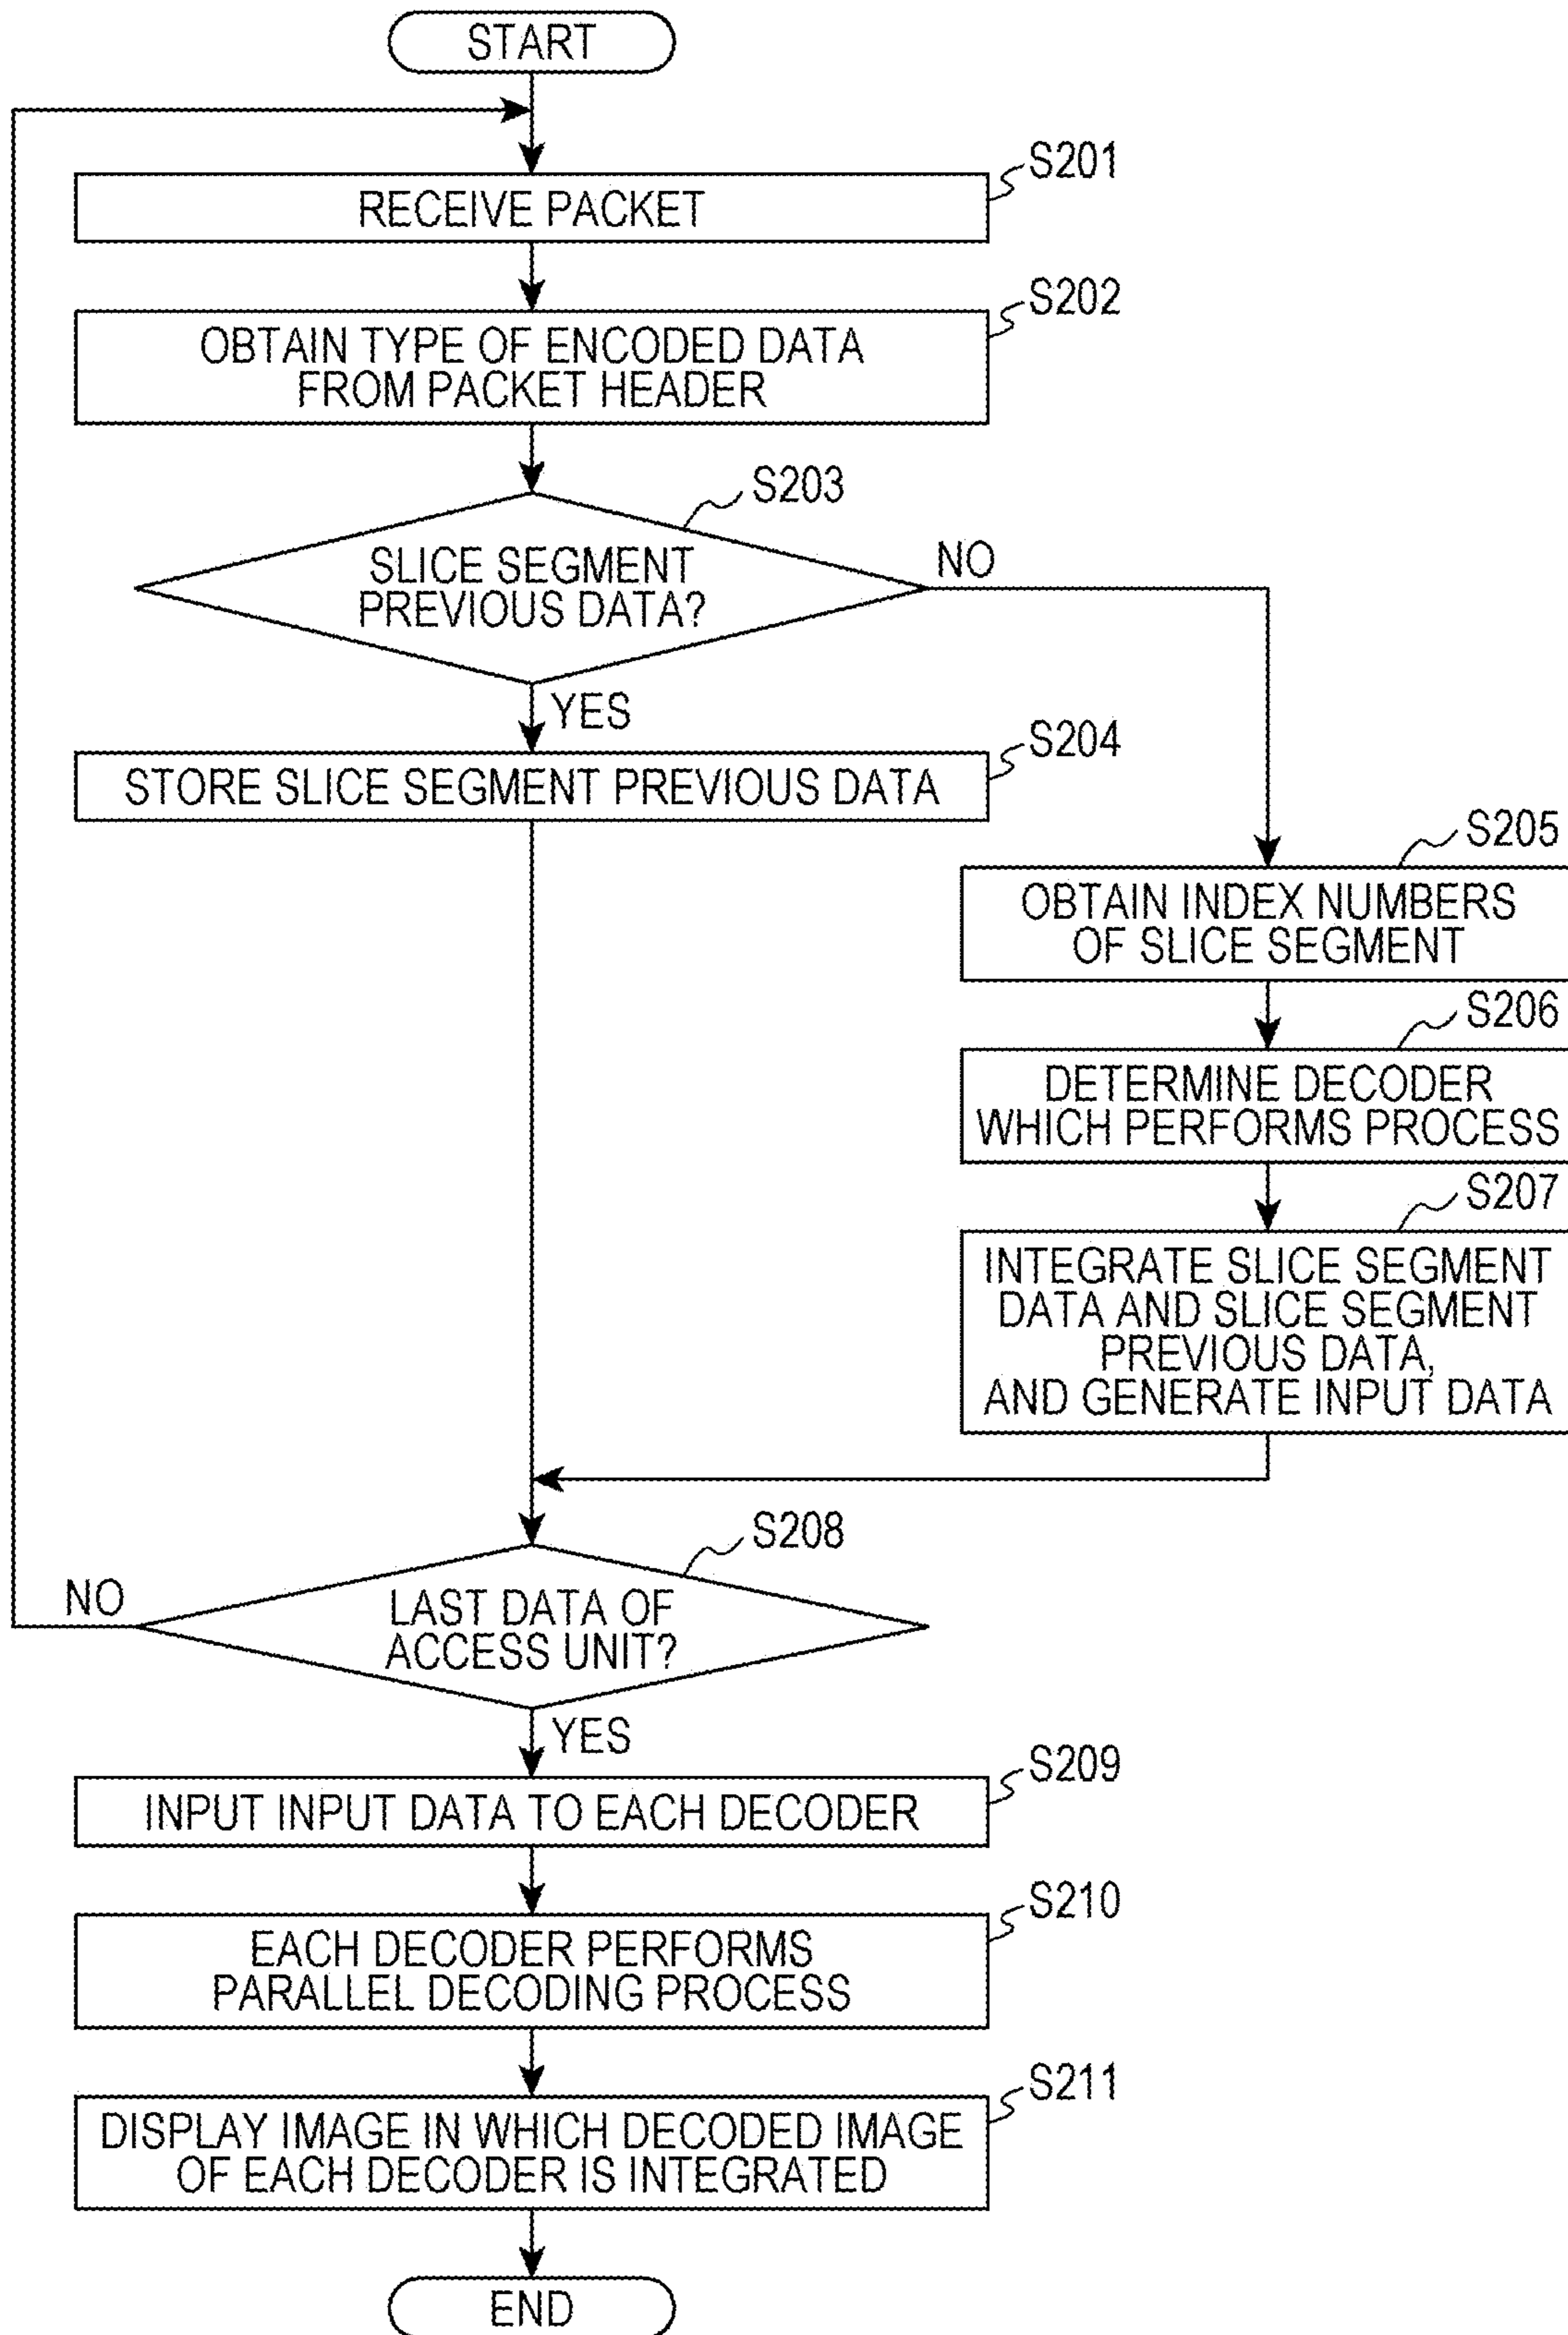 START
S201
RECEIVE PACKET
S202
OBTAIN TYPE OF ENCODED DATA
FROM PACKET HEADER
S203
SLICE SEGMENT
PREVIOUS DATA?
NO
YES
S204
STORE SLICE SEGMENT PREVIOUS DATA
S205
OBTAIN INDEX NUMBERS
OF SLICE SEGMENT
S206
DETERMINE DECODER
WHICH PERFORMS PROCESS
S207
INTEGRATE SLICE SEGMENT
DATA AND SLICE SEGMENT
PREVIOUS DATA,
AND GENERATE INPUT DATA
S208
LAST DATA OF
ACCESS UNIT?
NO
YES
S209
INPUT INPUT DATA TO EACH DECODER
S210
EACH DECODER PERFORMS
PARALLEL DECODING PROCESS
S211
DISPLAY IMAGE IN WHICH DECODED IMAGE
OF EACH DECODER IS INTEGRATED
END